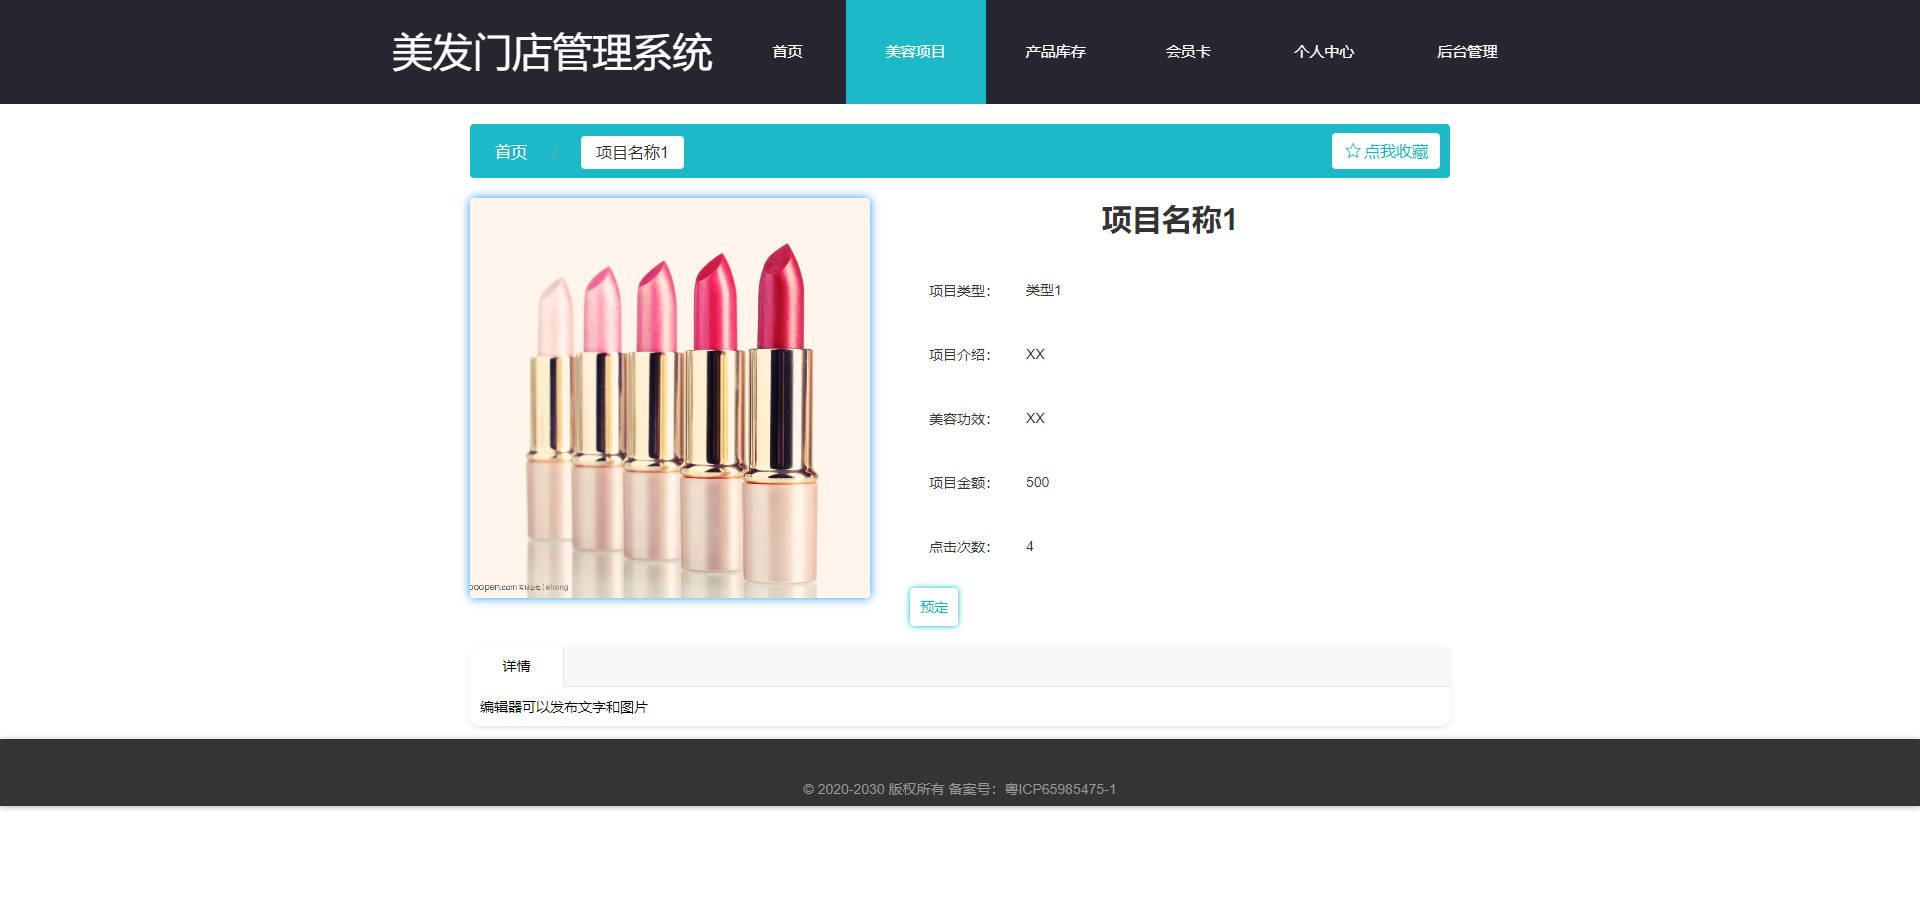 美发门店管理系统 首页 美容项目 产品库存 会员卡 个人中心 后台管理
首页 / 项目名称1 ☆ 点我收藏
项目名称1
项目类型： 类型1
项目介绍： XX
美容功效： XX
项目金额： 500
点击次数： 4
预定
详情
编辑器可以发布文字和图片
© 2020-2030 版权所有 备案号：粤ICP65985475-1